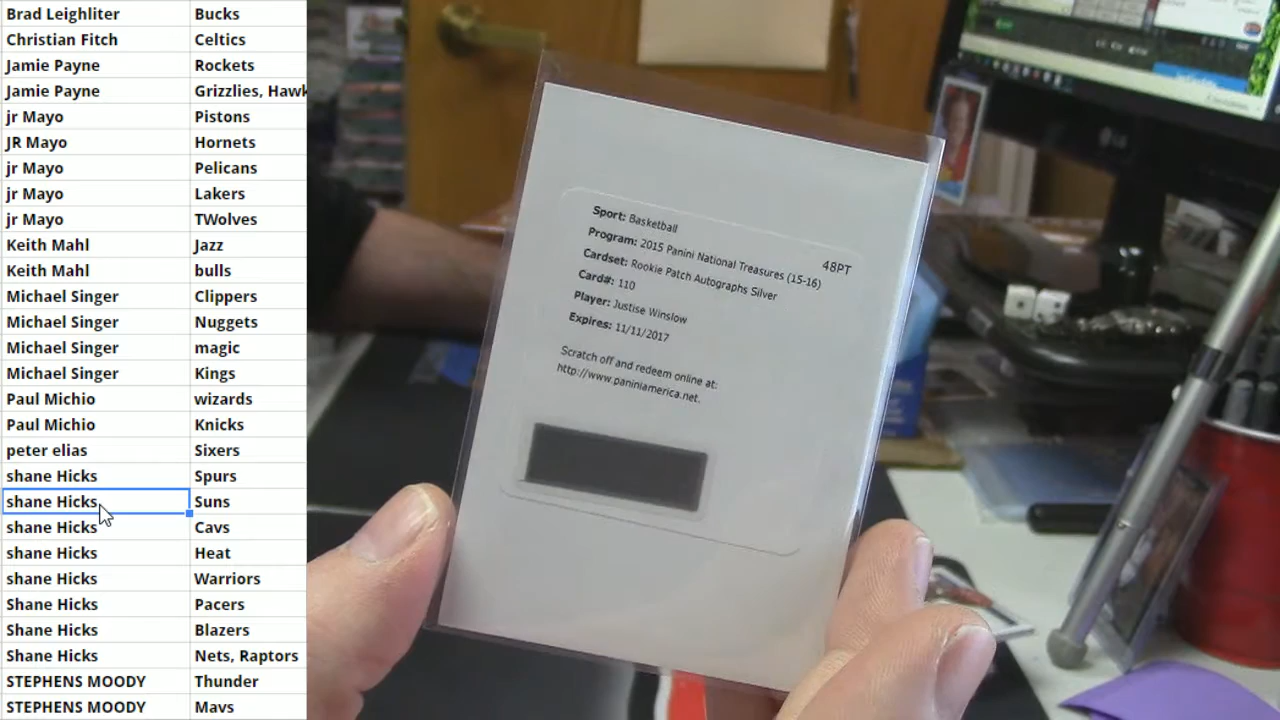 Brad Leighliter Bucks
Christian Fitch Celtics
Jamie Payne Rockets
Jamie Payne Grizzlies, Hawk
jr Mayo Pistons
JR Mayo Hornets
jr Mayo Pelicans
jr Mayo Lakers
jr Mayo TWolves
Keith Mahl Jazz
Keith Mahl bulls
Michael Singer Clippers
Michael Singer Nuggets
Michael Singer magic
Michael Singer Kings
Paul Michio wizards
Paul Michio Knicks
peter elias Sixers
shane Hicks Spurs
shane Hicks Suns
shane Hicks Cavs
shane Hicks Heat
shane Hicks Warriors
Shane Hicks Pacers
Shane Hicks Blazers
Shane Hicks Nets, Raptors
STEPHENS MOODY Thunder
STEPHENS MOODY Mavs
Sport: Basketball
48PT
Program: 2015 Panini National Treasures (15-16)
Cardset: Rookie Patch Autographs Silver
Card#: 110
Player: Justise Winslow
Expires: 11/11/2017
Scratch off and redeem online at:
http://www.paniniamerica.net.
LG